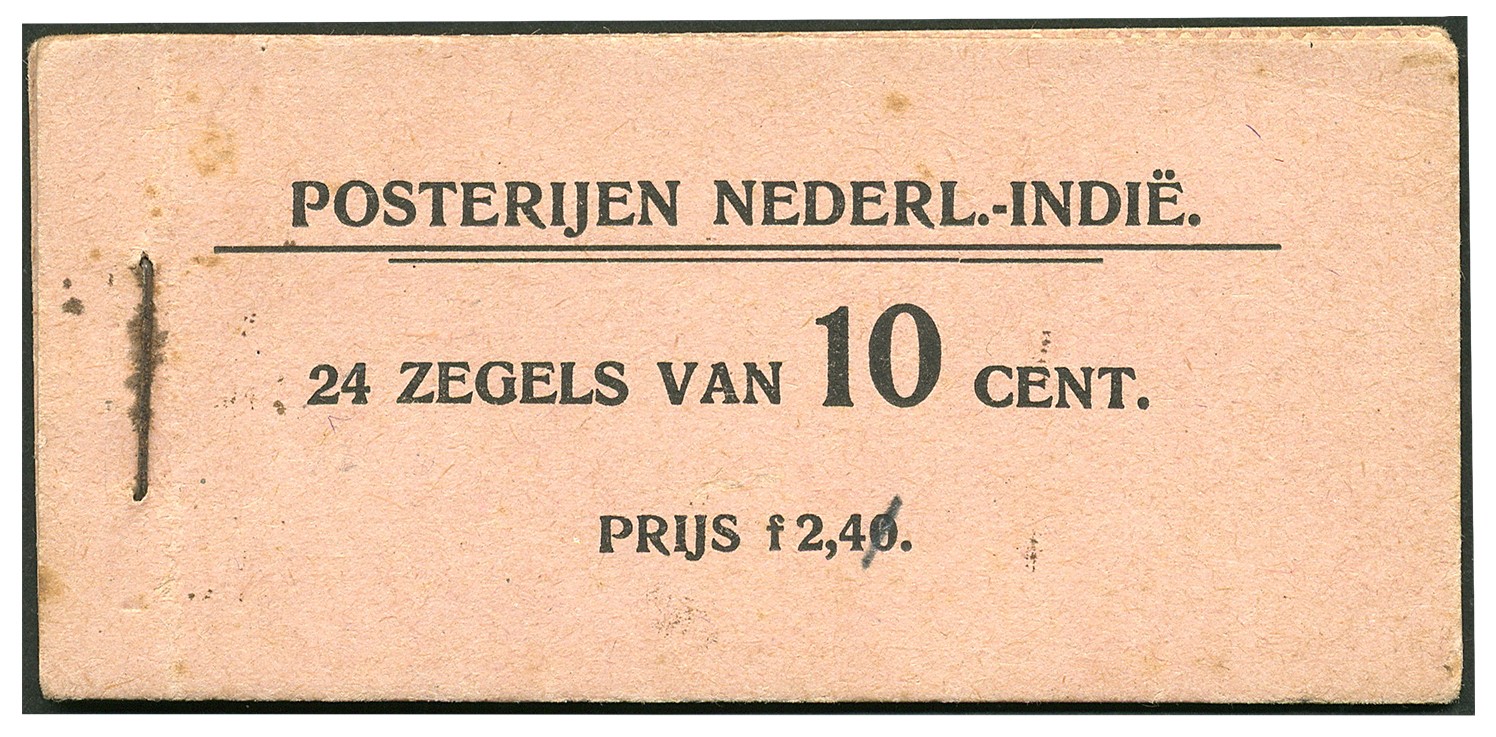 POSTERIJEN NEDERL.-INDIË.
24 ZEGELS VAN 10 CENT.
PRIJS f 2,40.